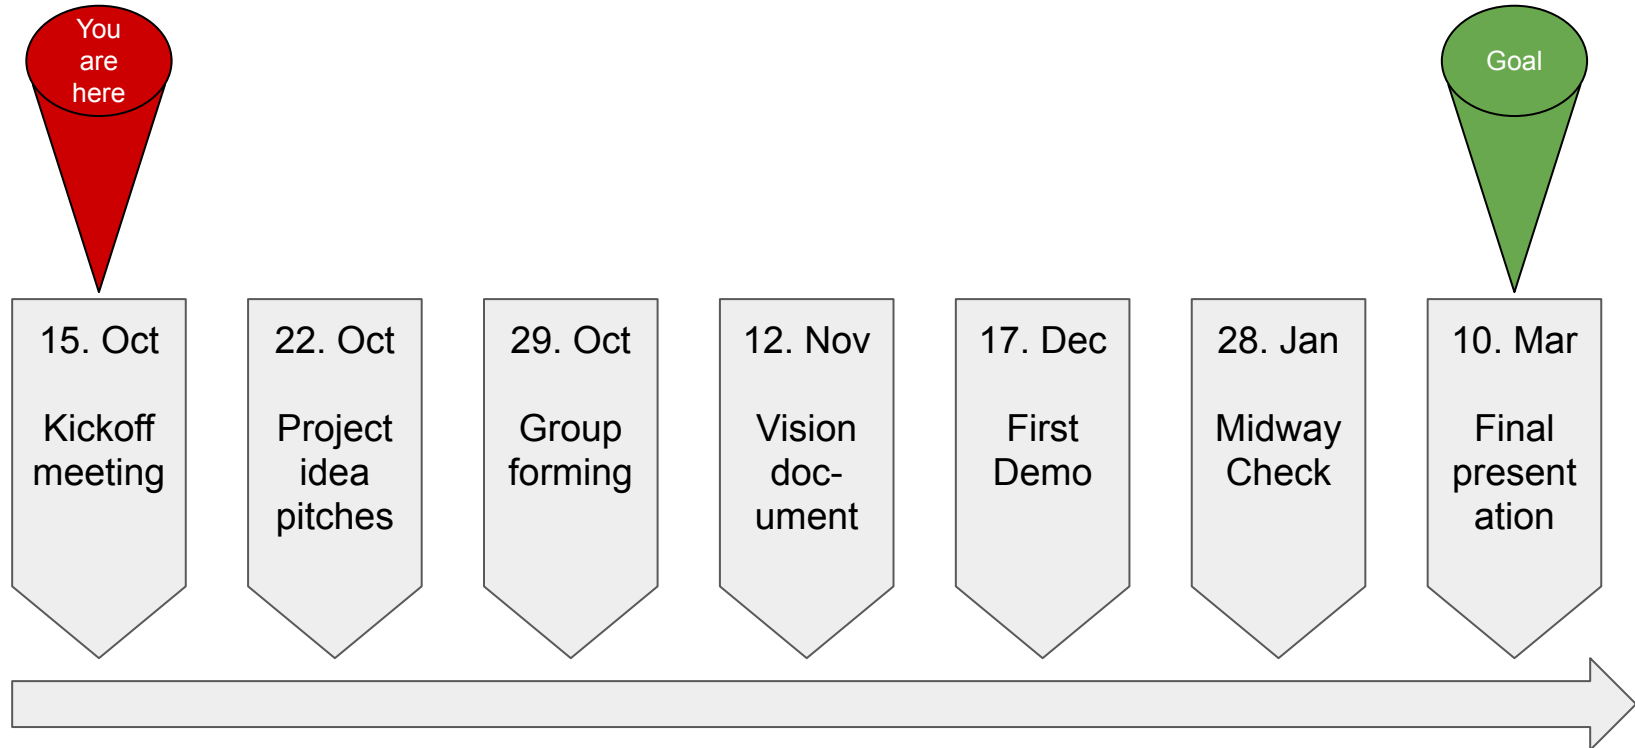 You
are
here
Goal
15. Oct
Kickoff
meeting
22. Oct
Project
idea
pitches
29. Oct
Group
forming
12. Nov
Vision
doc-
ument
17. Dec
First
Demo
28. Jan
Midway
Check
10. Mar
Final
present
ation